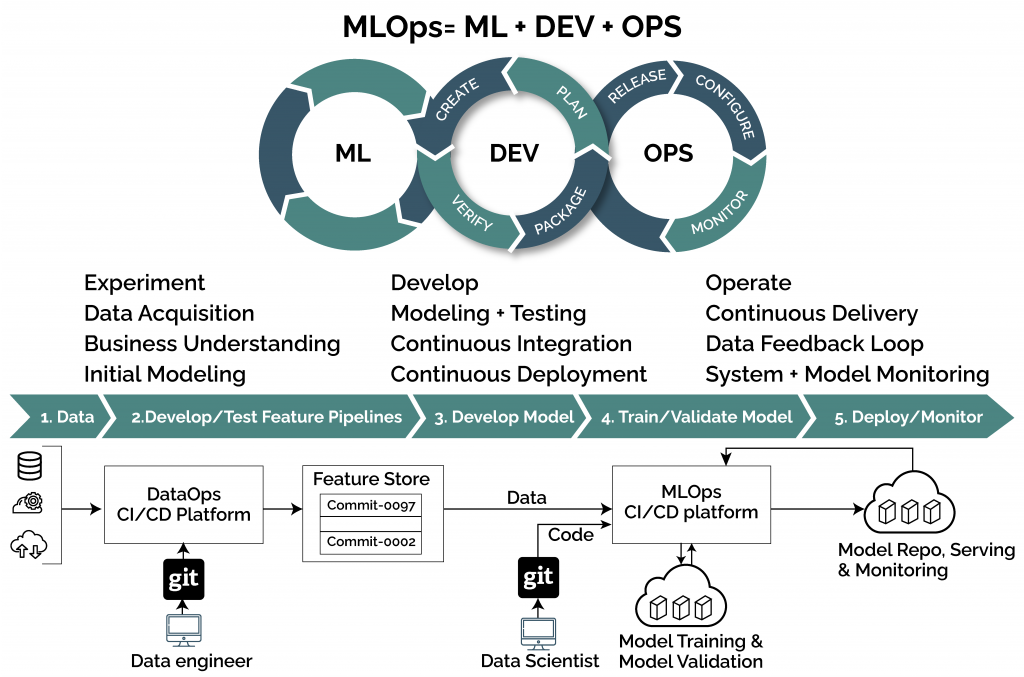 MLOps= ML + DEV + OPS
ML
DEV
OPS
CREATE
PLAN
VERIFY
PACKAGE
RELEASE
CONFIGURE
MONITOR
Experiment
Data Acquisition
Business Understanding
Initial Modeling
Develop
Modeling + Testing
Continuous Integration
Continuous Deployment
Operate
Continuous Delivery
Data Feedback Loop
System + Model Monitoring
1. Data
2.Develop/Test Feature Pipelines
3. Develop Model
4. Train/Validate Model
5. Deploy/Monitor
DataOps
CI/CD Platform
git
Data engineer
Feature Store
Commit-0097
Commit-0002
Data
Code
git
Data Scientist
MLOps
CI/CD platform
Model Training &
Model Validation
Model Repo, Serving
& Monitoring